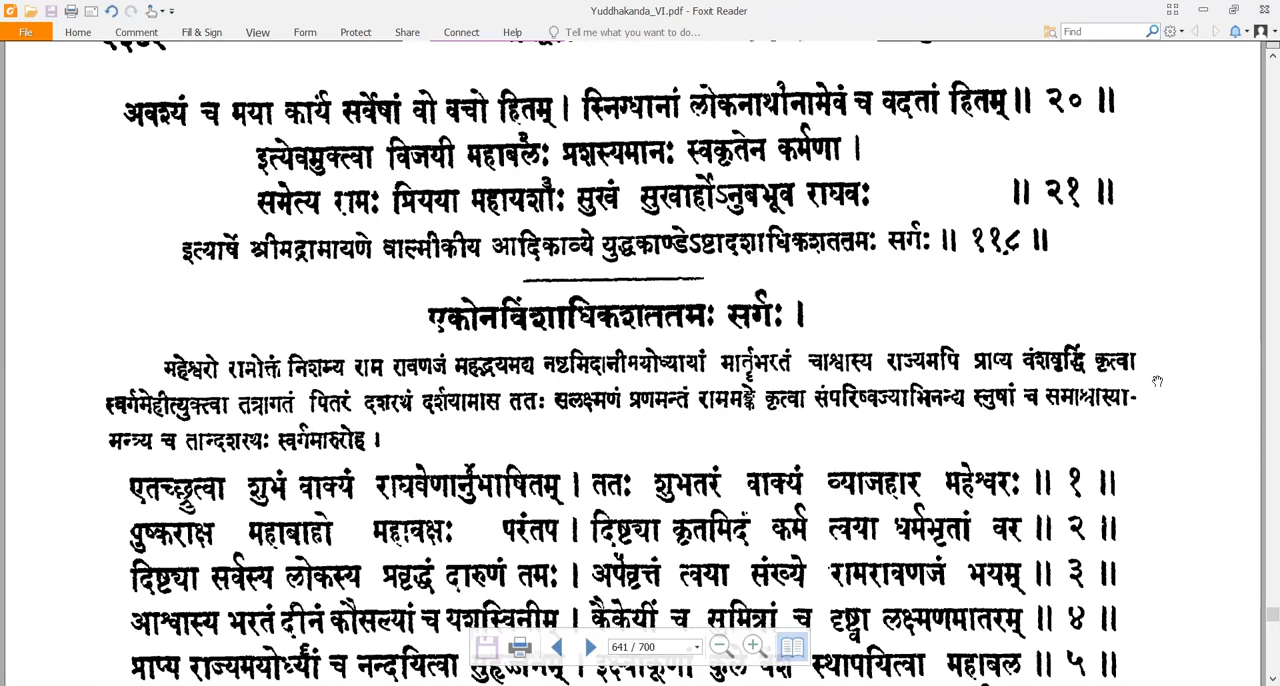 Yuddhakanda_VI.pdf - Foxit Reader
File Home Comment Fill & Sign View Form Protect Share Connect Help Tell me what you want to do... Find
अवश्यं च मया कार्यं सर्वेषां वो वचो हितम् । स्निग्धानां लोकनाथानामेवं च वदतां हितम् ॥ २० ॥
इत्येवमुक्त्वा विजयी महाबलः प्रशस्यमानः स्वकृतेन कर्मणा ।
समेत्य रामः प्रियया महायशाः सुखं सुखार्होऽनुबभूव राघवः ॥ २१ ॥
इत्यार्षे श्रीमद्रामायणे वाल्मीकीय आदिकाव्ये युद्धकाण्डेऽष्टादशाधिकशततमः सर्गः ॥ ११८ ॥
एकोनविंशाधिकशततमः सर्गः ।
महेश्वरो रामोक्तं निशम्य राम रावणजं महद्भयमद्य नष्टमिदानीमयोध्यायां मातॄर्भरतं चाश्वास्य राज्यमपि प्राप्य वंशवृद्धिं कृत्वा
स्वर्गमेहीत्युक्त्वा तत्रागतं पितरं दशरथं दर्शयामास ततः सलक्ष्मणं प्रणमन्तं राममङ्के कृत्वा संपरिष्वज्याभिनन्द्य स्नुषां च समाश्वास्या-
मन्त्र्य च तान्दशरथः स्वर्गमारुरोह ।
एतच्छ्रुत्वा शुभं वाक्यं राघवेणानुभाषितम् । ततः शुभतरं वाक्यं व्याजहार महेश्वरः ॥ १ ॥
पुष्कराक्ष महाबाहो महावक्षः परंतप । दिष्ट्या कृतमिदं कर्म त्वया धर्मभृतां वर ॥ २ ॥
दिष्ट्या सर्वस्य लोकस्य प्रवृद्धं दारुणं तमः । अपवृत्तं त्वया संख्ये रामरावणजं भयम् ॥ ३ ॥
आश्वास्य भरतं दीनं कौसल्यां च यशस्विनीम् । कैकेयीं च सुमित्रां च दृष्ट्वा लक्ष्मणमातरम् ॥ ४ ॥
प्राप्य राज्यमयोध्यां च नन्दयित्वा स्थापयित्वा महाबल ॥ ५ ॥
641 / 700